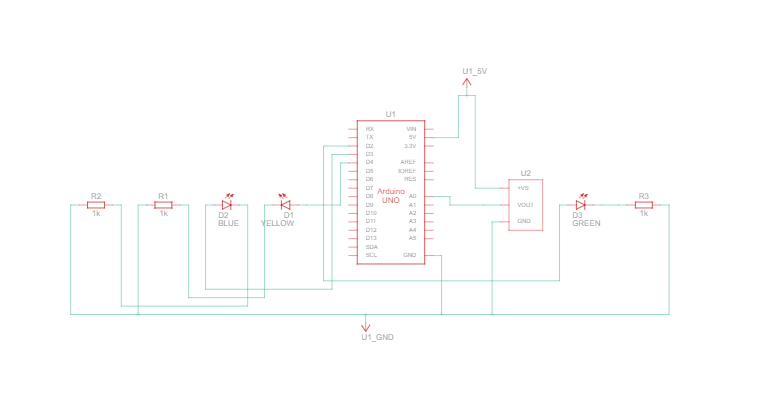 U1_5V
U1
RX
TX
D2
D3
D4
D5
D6
D7
D8
D9
D10
D11
D12
D13
SDA
SCL
Arduino
UNO
VIN
5V
3.3V
AREF
IOREF
RES
A0
A1
A2
A3
A4
A5
GND
U2
+VS
VOUT
GND
R2
1k
R1
1k
D2
BLUE
D1
YELLOW
D3
GREEN
R3
1k
U1_GND